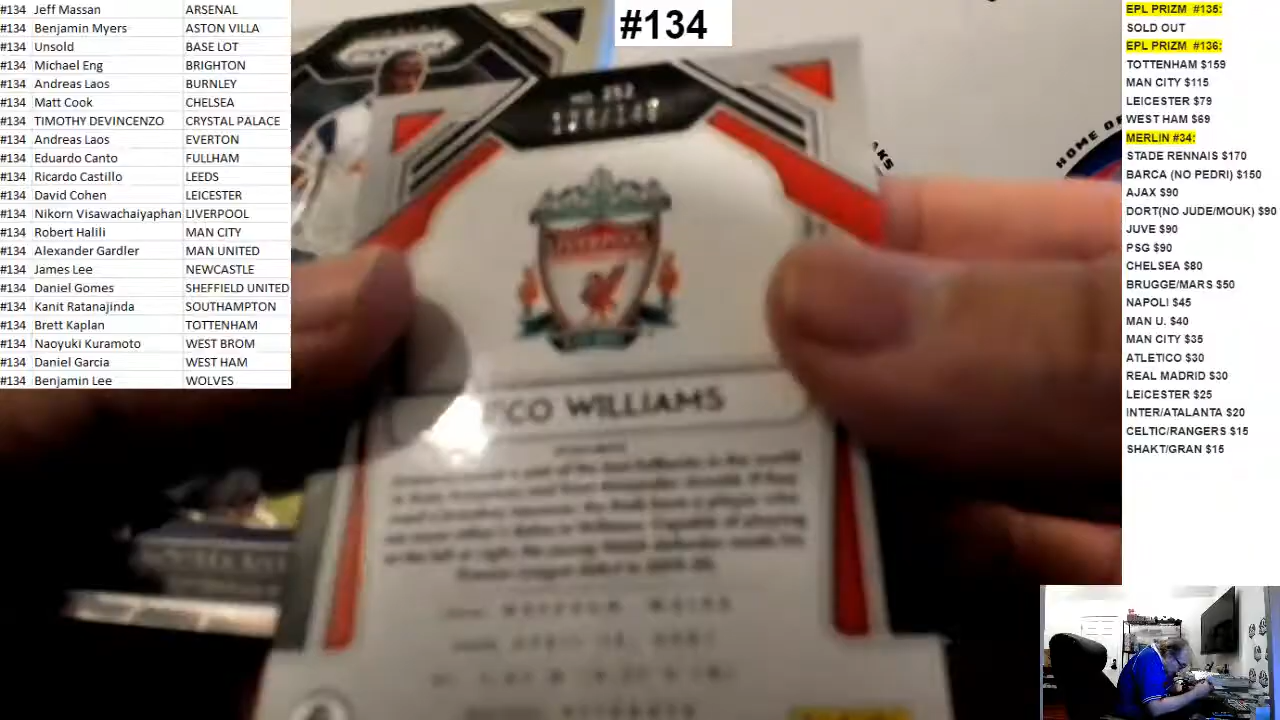 #134 Jeff Massan ARSENAL
#134 Benjamin Myers ASTON VILLA
#134 Unsold BASE LOT
#134 Michael Eng BRIGHTON
#134 Andreas Laos BURNLEY
#134 Matt Cook CHELSEA
#134 TIMOTHY DEVINCENZO CRYSTAL PALACE
#134 Andreas Laos EVERTON
#134 Eduardo Canto FULLHAM
#134 Ricardo Castillo LEEDS
#134 David Cohen LEICESTER
#134 Nikorn Visawachaiyaphan LIVERPOOL
#134 Robert Halili MAN CITY
#134 Alexander Gardler MAN UNITED
#134 James Lee NEWCASTLE
#134 Daniel Gomes SHEFFIELD UNITED
#134 Kanit Ratanajinda SOUTHAMPTON
#134 Brett Kaplan TOTTENHAM
#134 Naoyuki Kuramoto WEST BROM
#134 Daniel Garcia WEST HAM
#134 Benjamin Lee WOLVES
#134
HOME OF
LIVERPOOL
CO WILLIAMS
EPL PRIZM #135:
SOLD OUT
EPL PRIZM #136:
TOTTENHAM $159
MAN CITY $115
LEICESTER $79
WEST HAM $69
MERLIN #34:
STADE RENNAIS $170
BARCA (NO PEDRI) $150
AJAX $90
DORT(NO JUDE/MOUK) $90
JUVE $90
PSG $90
CHELSEA $80
BRUGGE/MARS $50
NAPOLI $45
MAN U. $40
MAN CITY $35
ATLETICO $30
REAL MADRID $30
LEICESTER $25
INTER/ATALANTA $20
CELTIC/RANGERS $15
SHAKT/GRAN $15